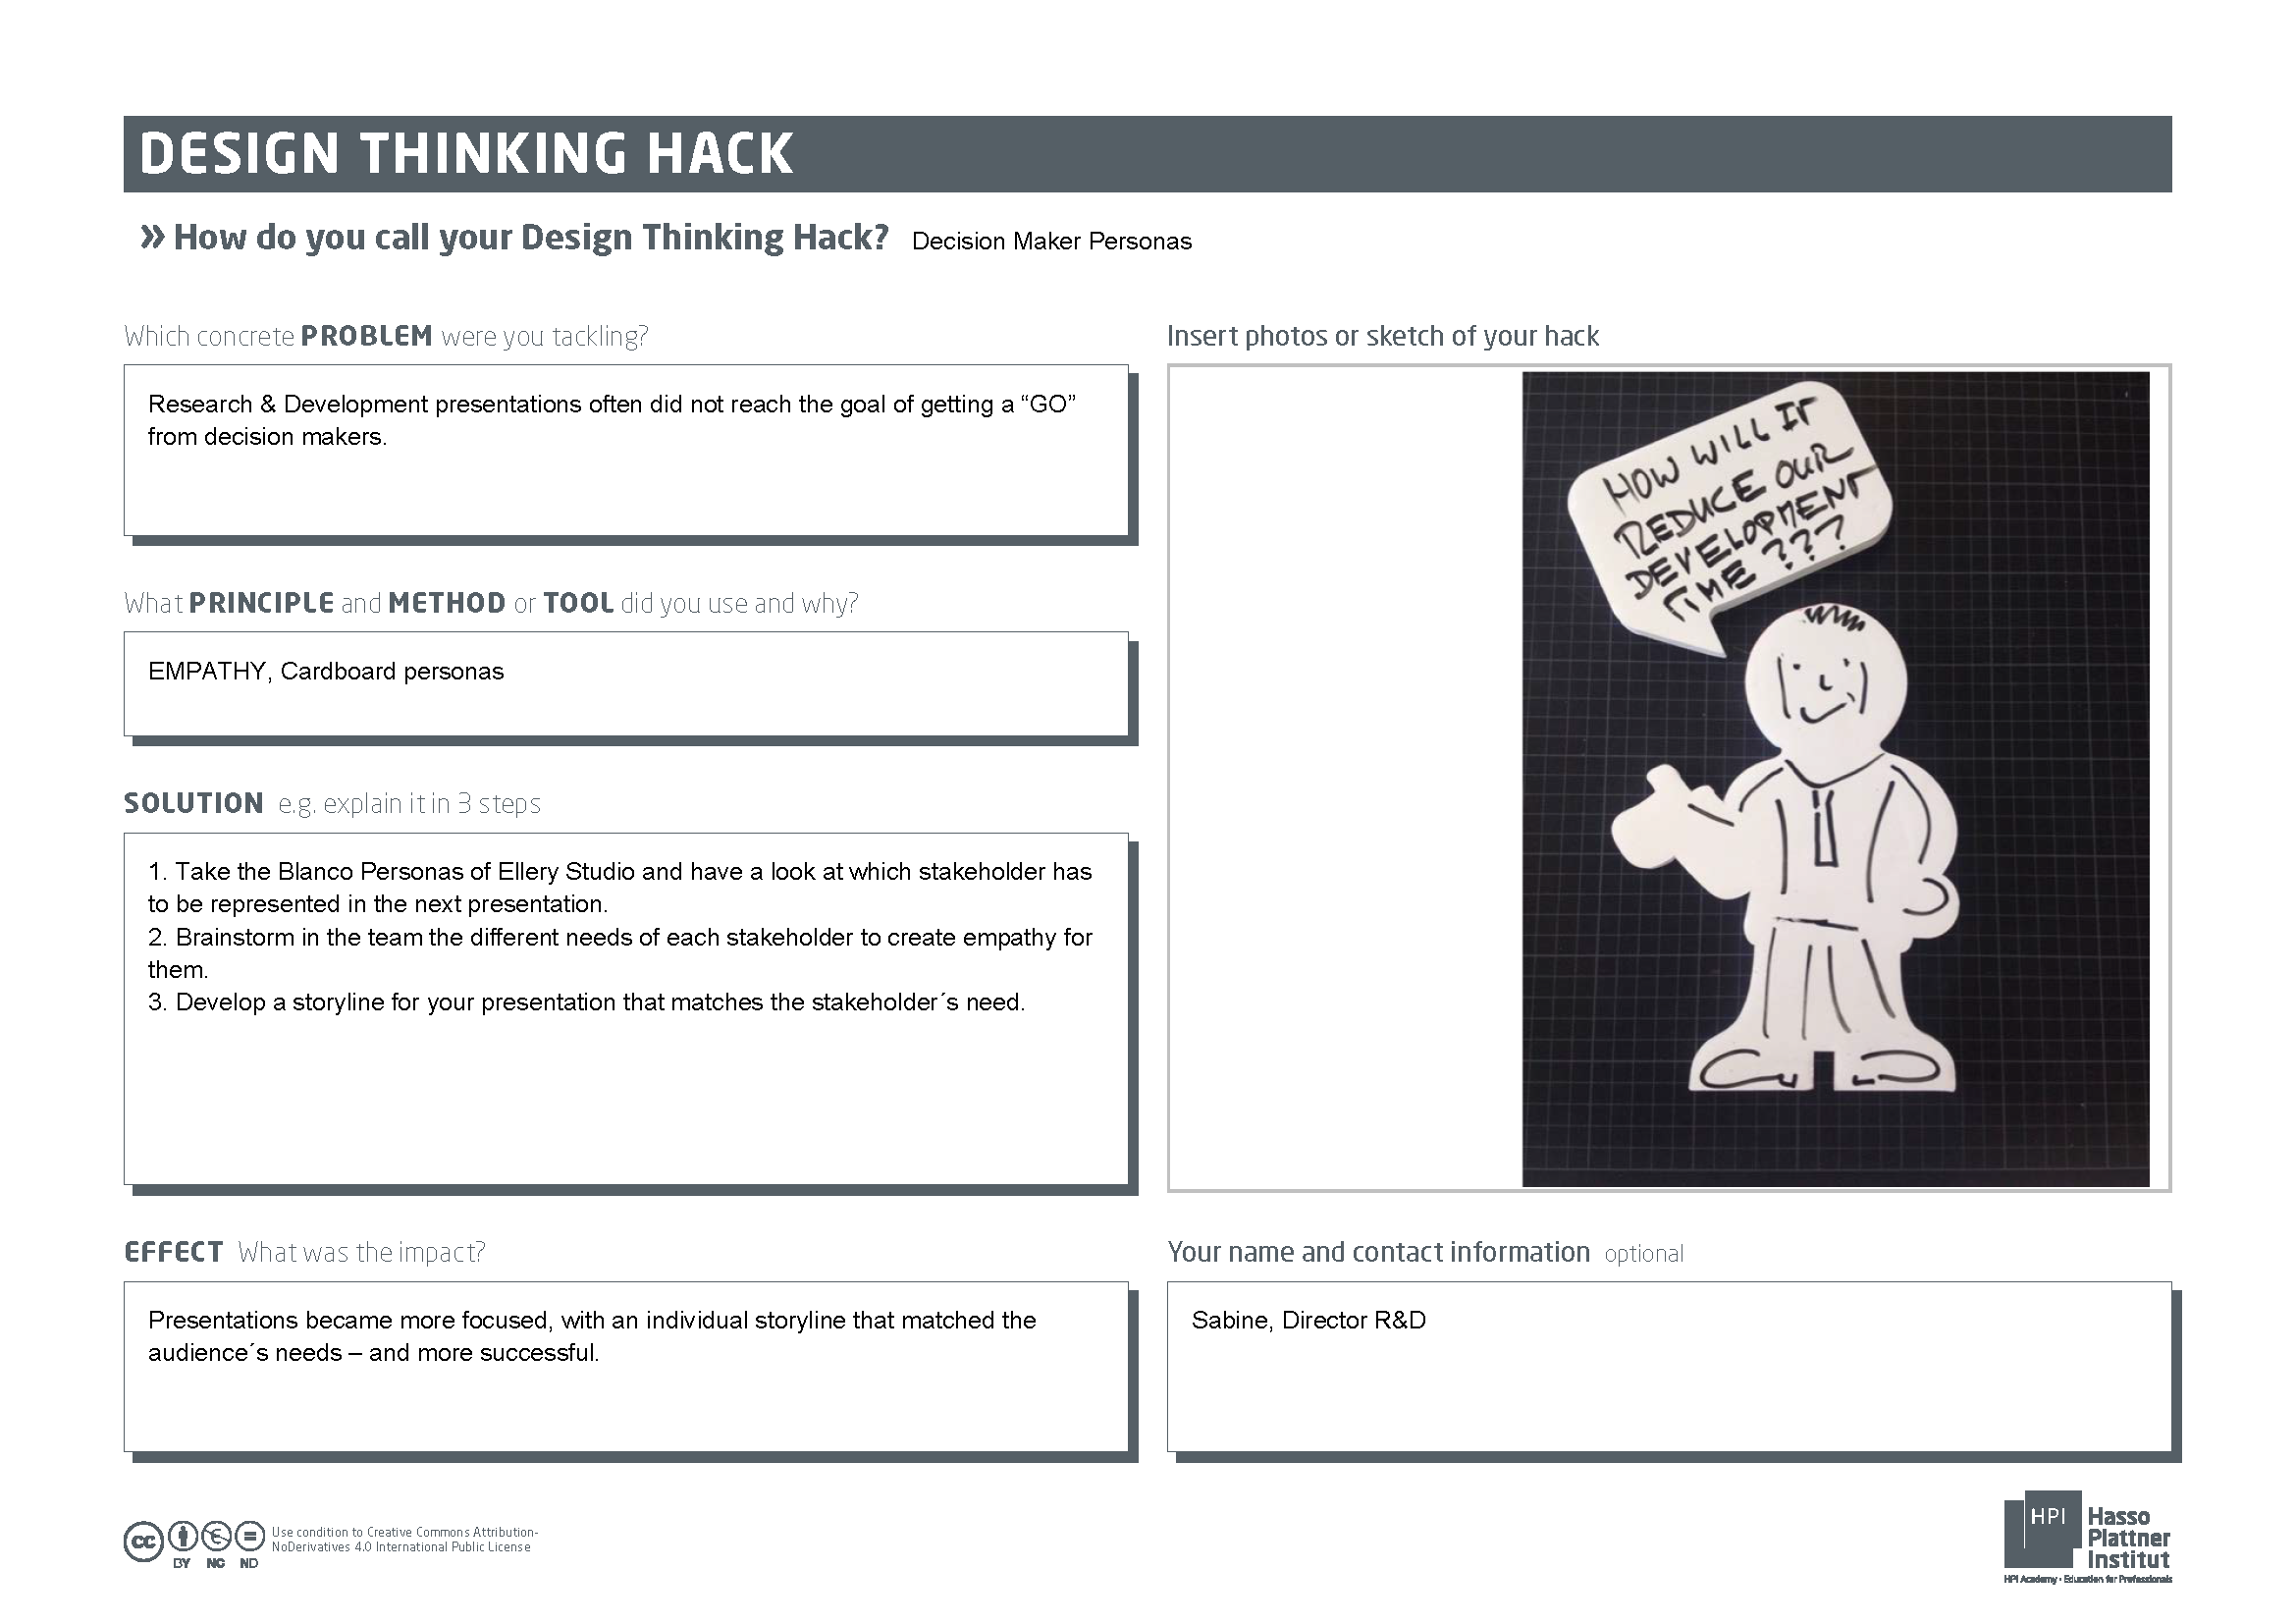 DESIGN THINKING HACK
» How do you call your Design Thinking Hack? Decision Maker Personas
Which concrete PROBLEM were you tackling?
Research & Development presentations often did not reach the goal of getting a “GO”
from decision makers.
What PRINCIPLE and METHOD or TOOL did you use and why?
EMPATHY, Cardboard personas
SOLUTION e.g. explain it in 3 steps
1. Take the Blanco Personas of Ellery Studio and have a look at which stakeholder has
to be represented in the next presentation.
2. Brainstorm in the team the different needs of each stakeholder to create empathy for
them.
3. Develop a storyline for your presentation that matches the stakeholder´s need.
EFFECT What was the impact?
Presentations became more focused, with an individual storyline that matched the
audience´s needs – and more successful.
Insert photos or sketch of your hack
HOW WILL IT
REDUCE OUR
DEVELOPMENT
TIME ???
Your name and contact information optional
Sabine, Director R&D
cc
BY NC ND
Use condition to Creative Commons Attribution-
NoDerivatives 4.0 International Public License
HPI
Hasso
Plattner
Institut
HPI Academy • Education for Professionals